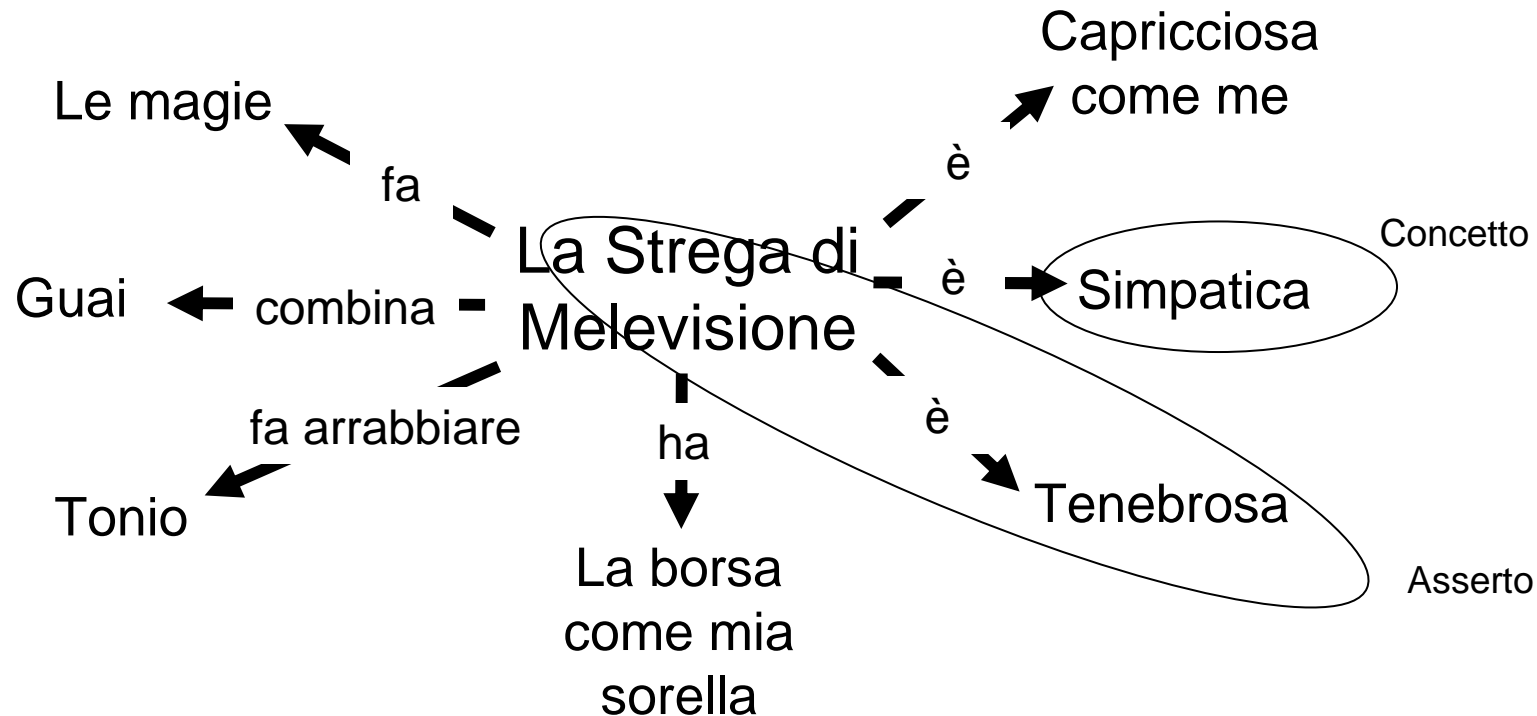 Capricciosa
come me
Le magie
è
fa
La Strega di
Melevisione
Concetto
è
Simpatica
Guai
combina
è
fa arrabbiare
ha
Tenebrosa
Tonio
La borsa
come mia
sorella
Asserto